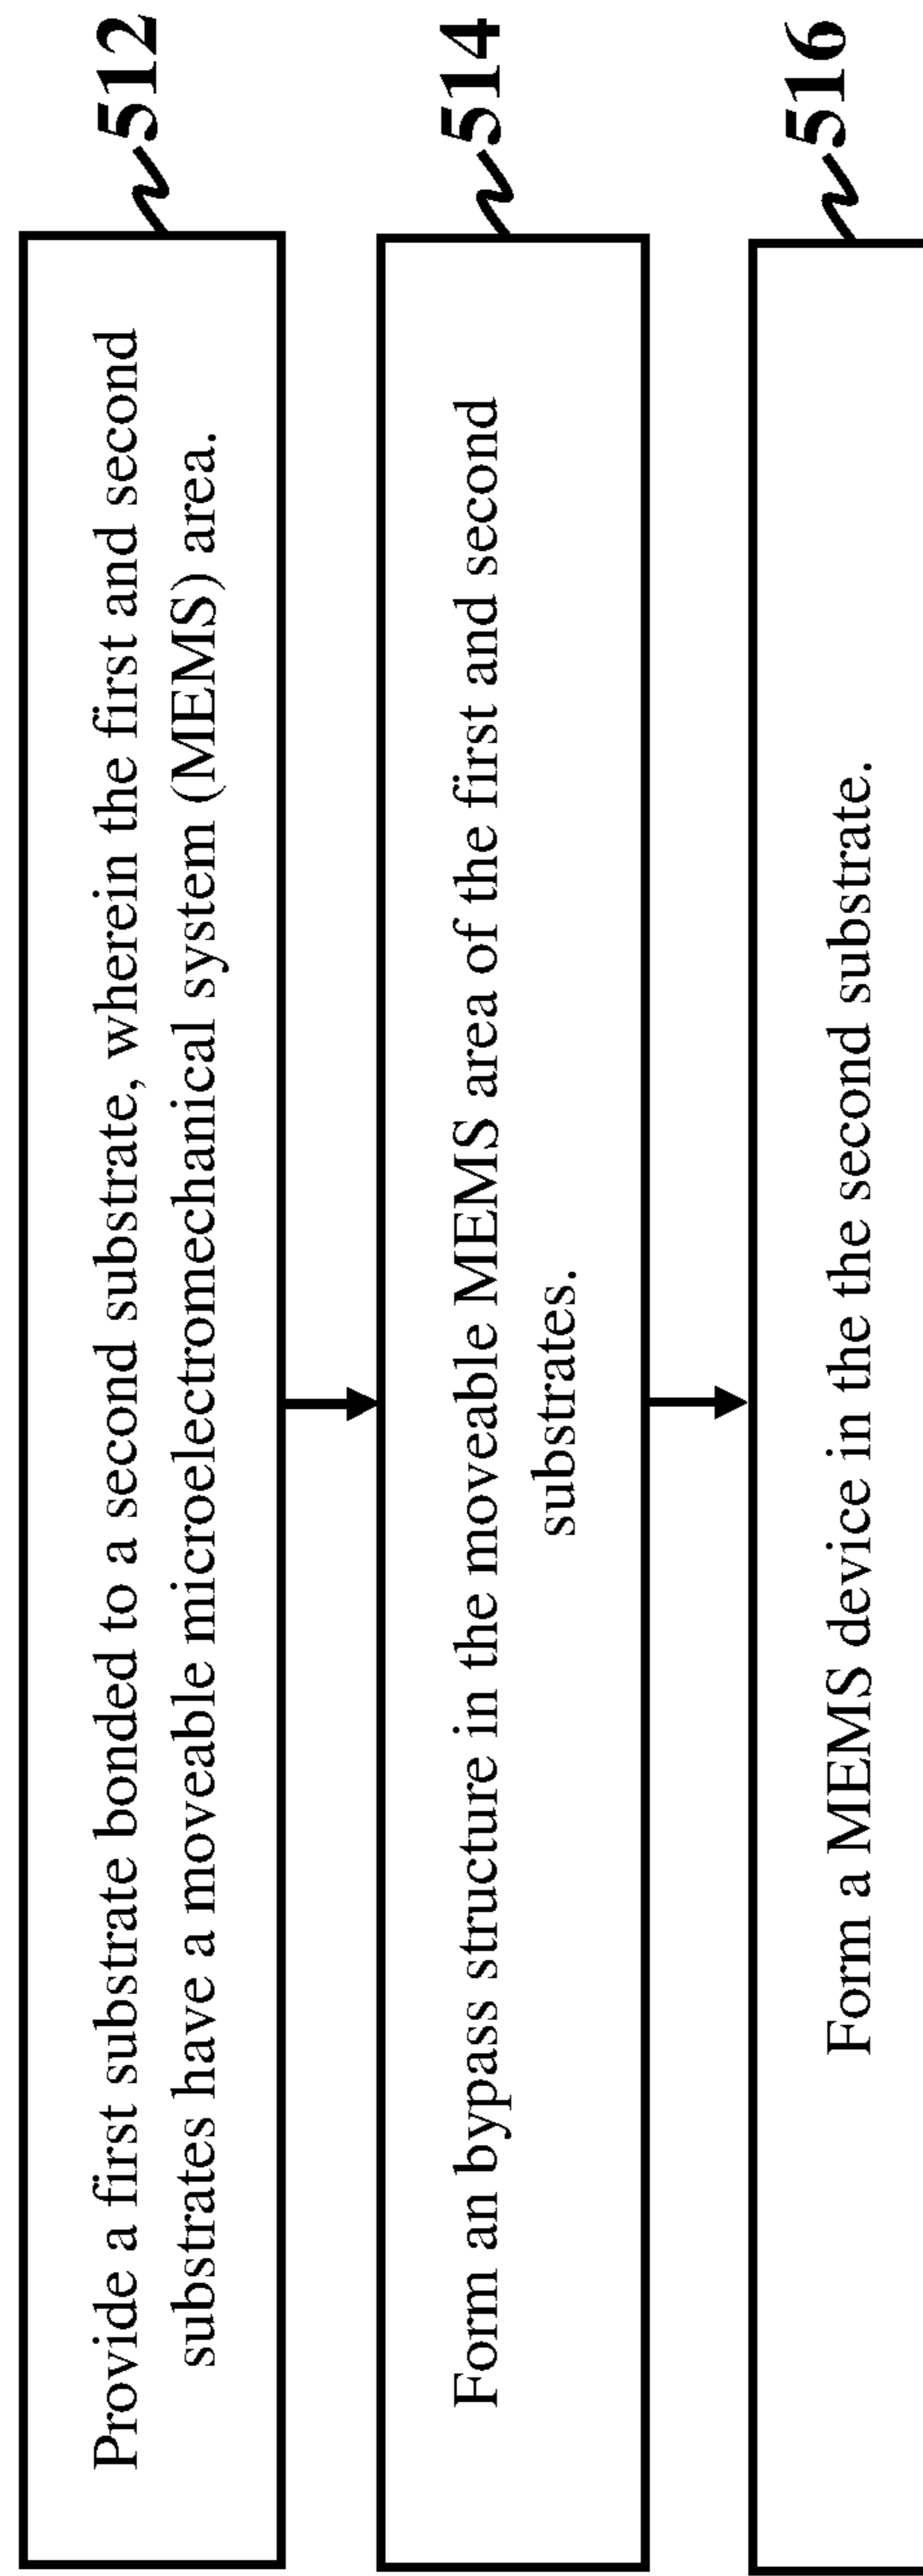 512
Provide a first substrate bonded to a second substrate, wherein the first and second
substrates have a moveable microelectromechanical system (MEMS) area.
514
Form an bypass structure in the moveable MEMS area of the first and second
substrates.
516
Form a MEMS device in the the second substrate.